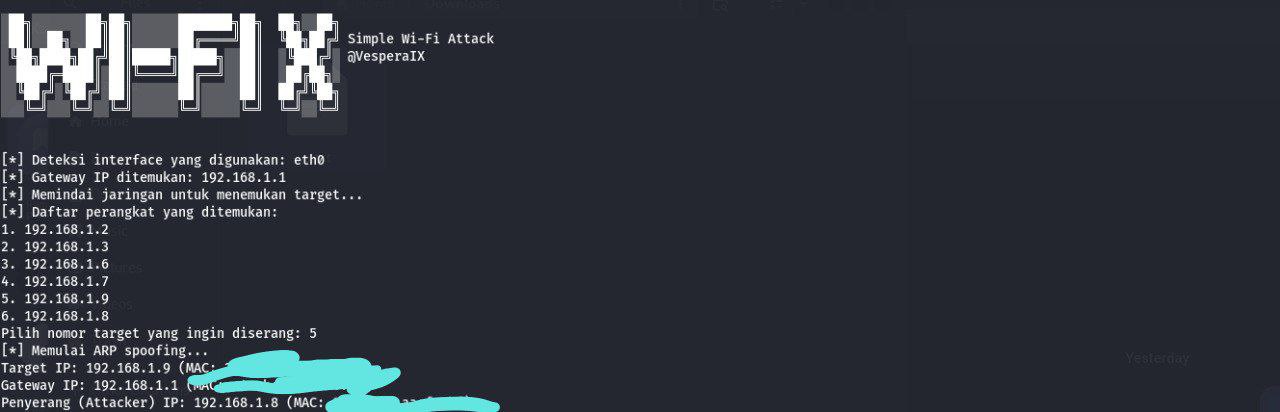 WI-FI X
Simple Wi-Fi Attack
@VesperaIX
[*] Deteksi interface yang digunakan: eth0
[*] Gateway IP ditemukan: 192.168.1.1
[*] Memindai jaringan untuk menemukan target...
[*] Daftar perangkat yang ditemukan:
1. 192.168.1.2
2. 192.168.1.3
3. 192.168.1.6
4. 192.168.1.7
5. 192.168.1.9
6. 192.168.1.8
Pilih nomor target yang ingin diserang: 5
[*] Memulai ARP spoofing...
Target IP: 192.168.1.9 (MAC:
Gateway IP: 192.168.1.1 (MAC:
Penyerang (Attacker) IP: 192.168.1.8 (MAC:
Home
Downloads
Yesterday